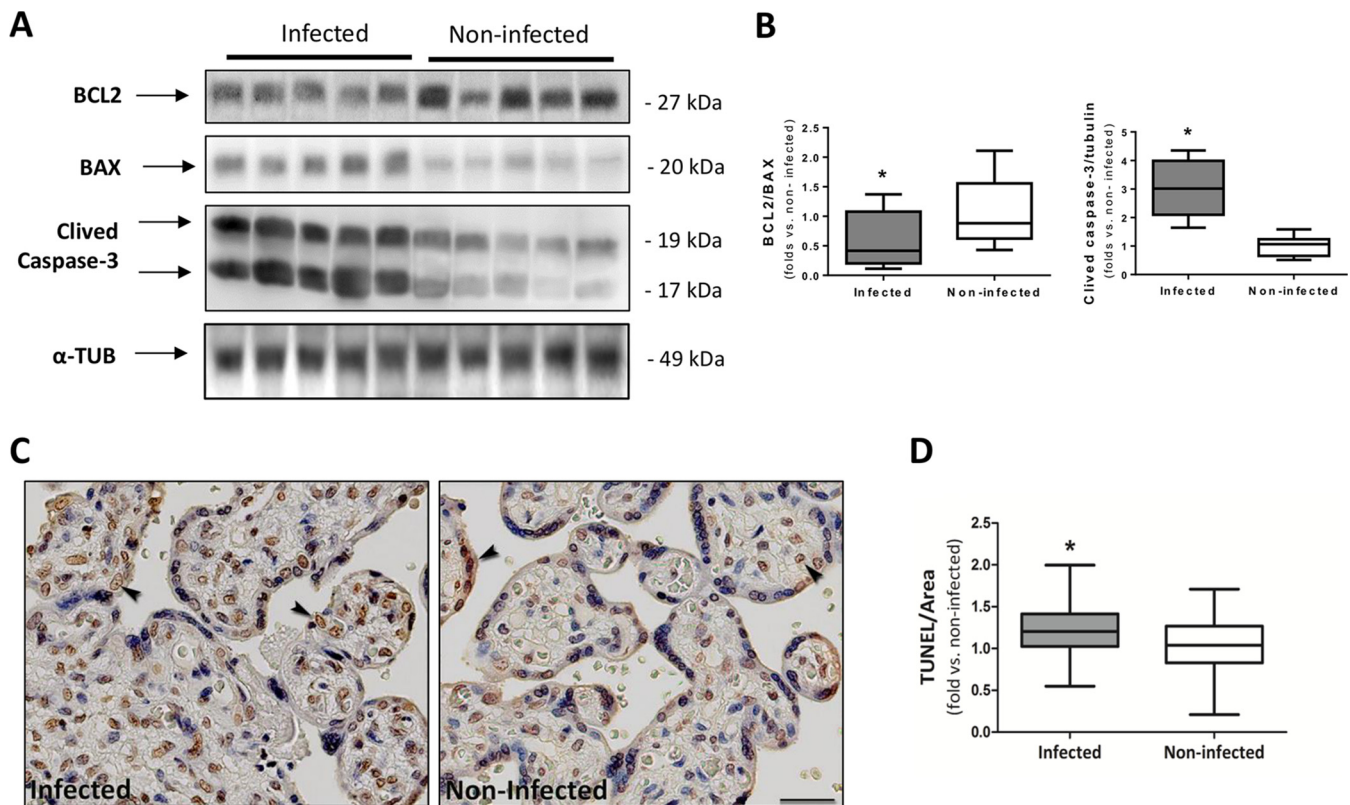 A
Infected Non-infected
BCL2 - 27 kDa
BAX - 20 kDa
Clived
Caspase-3
- 19 kDa
- 17 kDa
α-TUB - 49 kDa
B
BCL2/BAX
(folds vs. non- infected)
2.5
2.0
1.5
1.0
0.5
0.0
*
Infected Non-infected
Clived caspase-3/tubulin
(folds vs. non- infected)
5
4
3
2
1
0
*
Infected Non-infected
C
Infected
Non-Infected
D
TUNEL/Area
(fold vs. non-infected)
2.5
2.0
1.5
1.0
0.5
0.0
*
Infected Non-infected